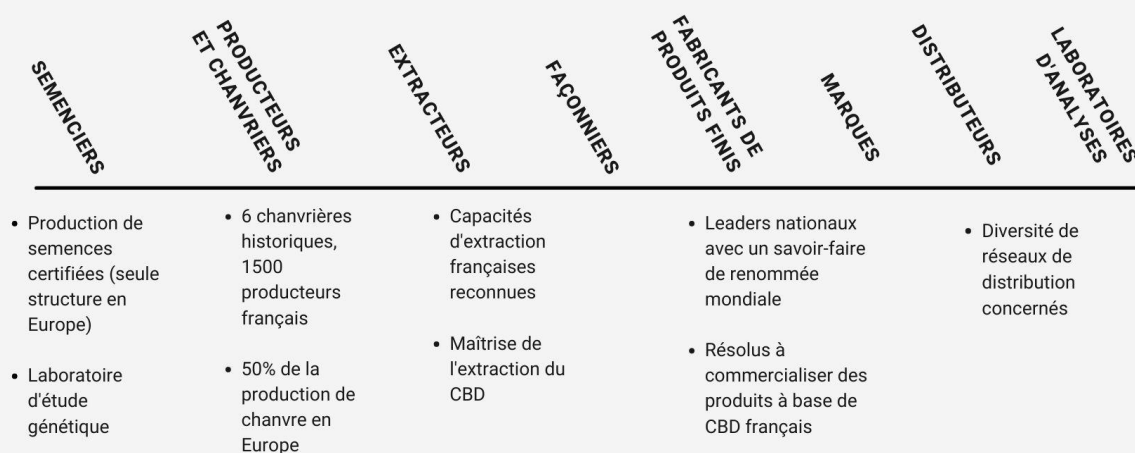 SEMENCIERS
PRODUCTEURS
ET CHANVRIERS
EXTRACTEURS
FAÇONNIERS
FABRICANTS DE
PRODUITS FINIS
MARQUES
DISTRIBUTEURS
LABORATOIRES
D'ANALYSES
• Production de
semences
certifiées (seule
structure en
Europe)
• Laboratoire
d'étude
génétique
• 6 chanvrières
historiques,
1500
producteurs
français
• 50% de la
production de
chanvre en
Europe
• Capacités
d'extraction
françaises
reconnues
• Maîtrise de
l'extraction du
CBD
• Leaders nationaux
avec un savoir-faire
de renommée
mondiale
• Résolus à
commercialiser des
produits à base de
CBD français
• Diversité de
réseaux de
distribution
concernés